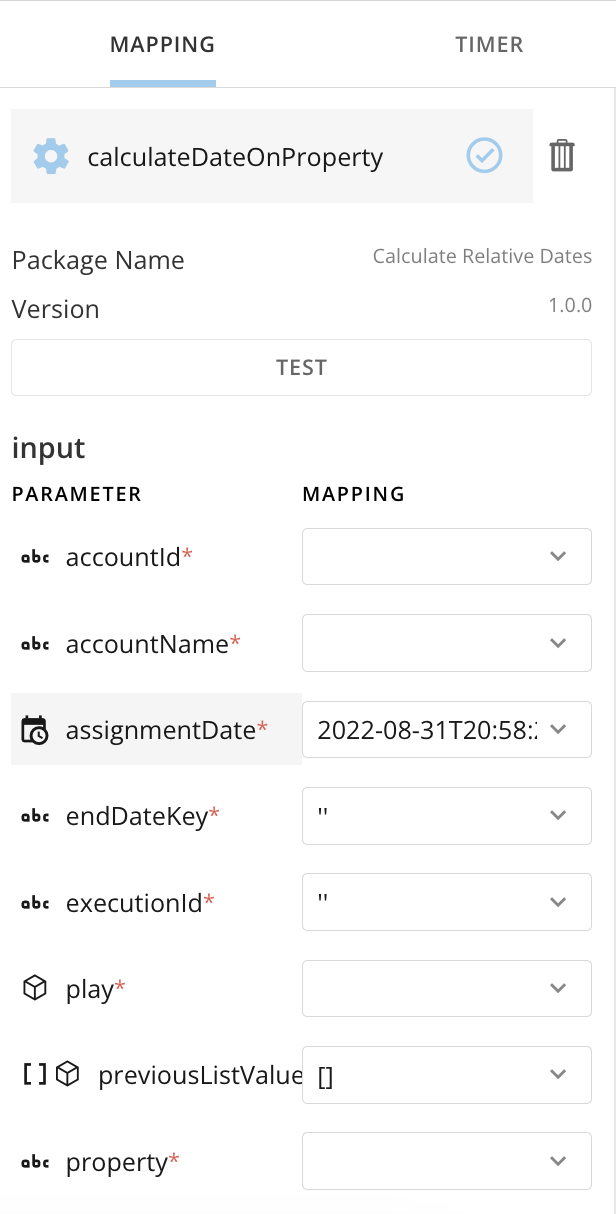 MAPPING TIMER
calculateDateOnProperty
Package Name Calculate Relative Dates
Version 1.0.0
TEST
input
PARAMETER MAPPING
abc accountId*
abc accountName*
assignmentDate* 2022-08-31T20:58:
abc endDateKey* ''
abc executionId* ''
play*
[] previousListValue []
abc property*